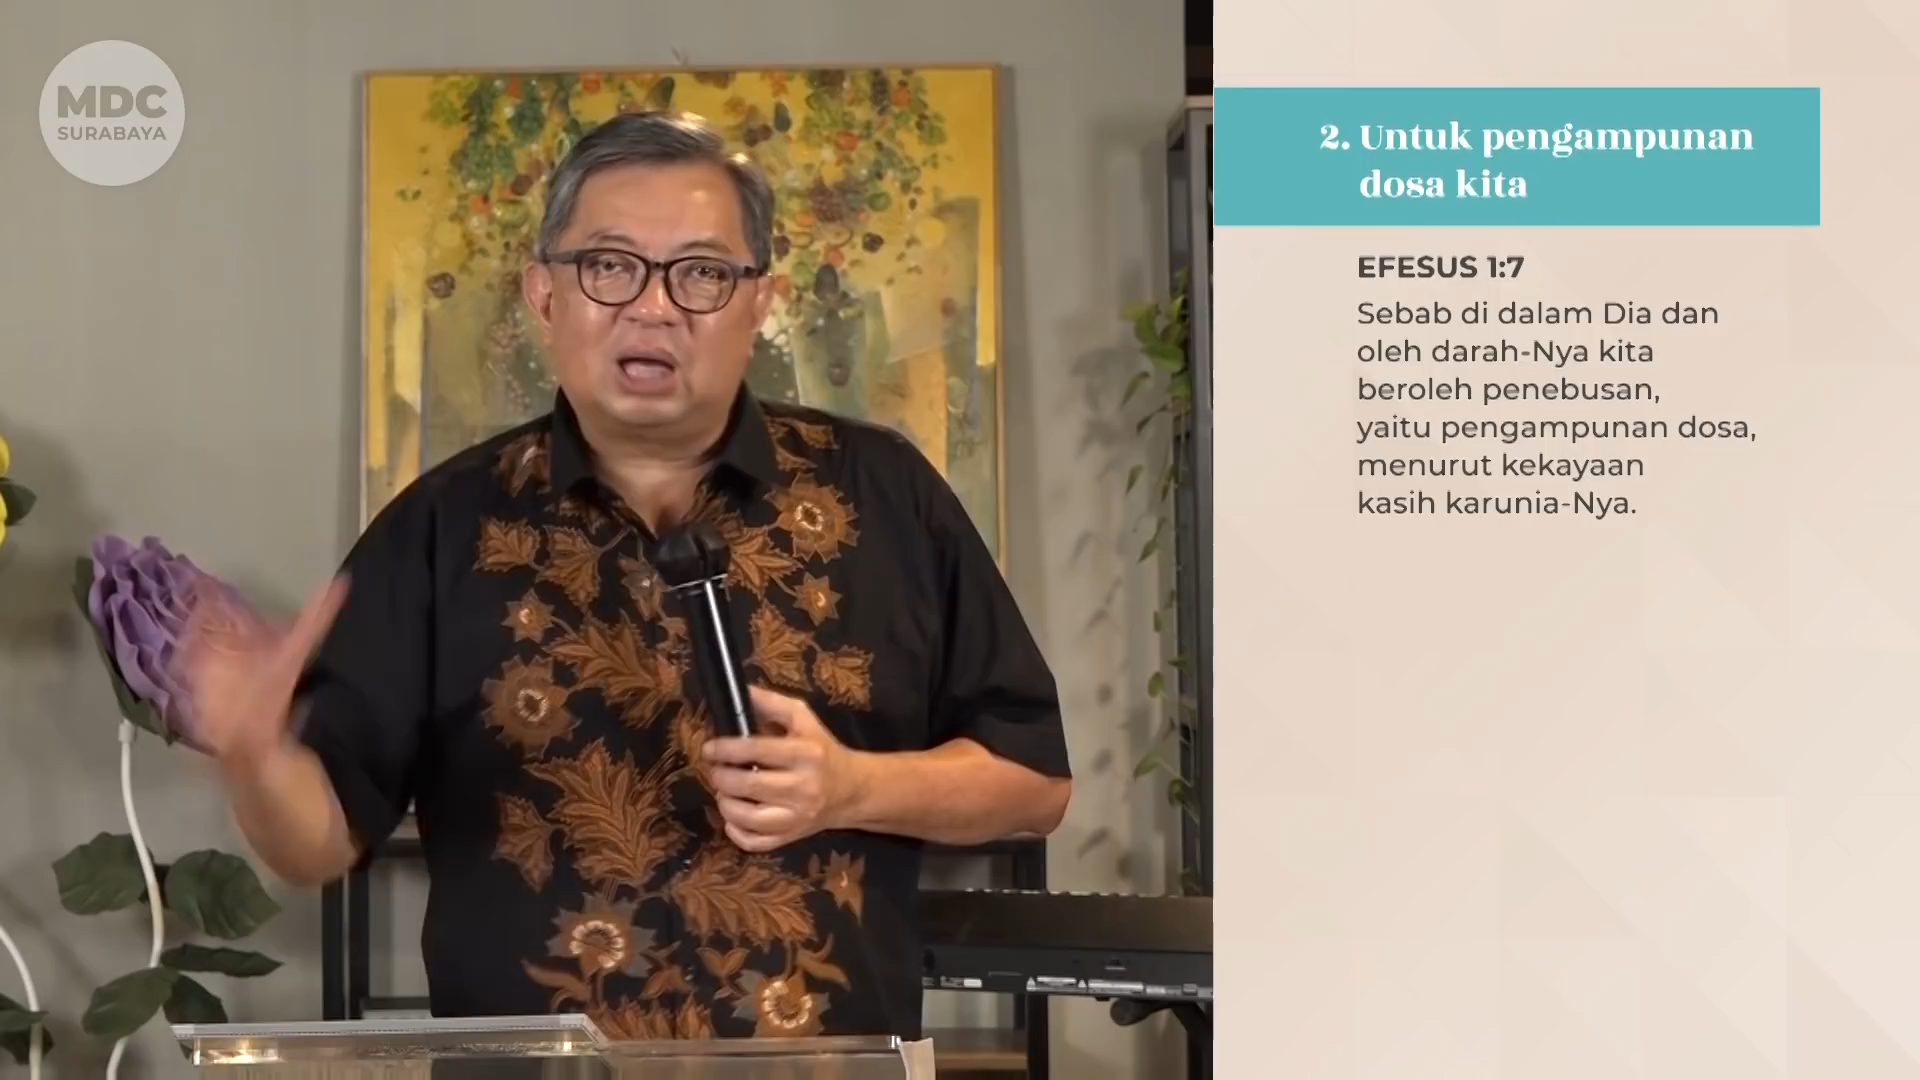 MDC
SURABAYA
2. Untuk pengampunan
dosa kita
EFESUS 1:7
Sebab di dalam Dia dan
oleh darah-Nya kita
beroleh penebusan,
yaitu pengampunan dosa,
menurut kekayaan
kasih karunia-Nya.